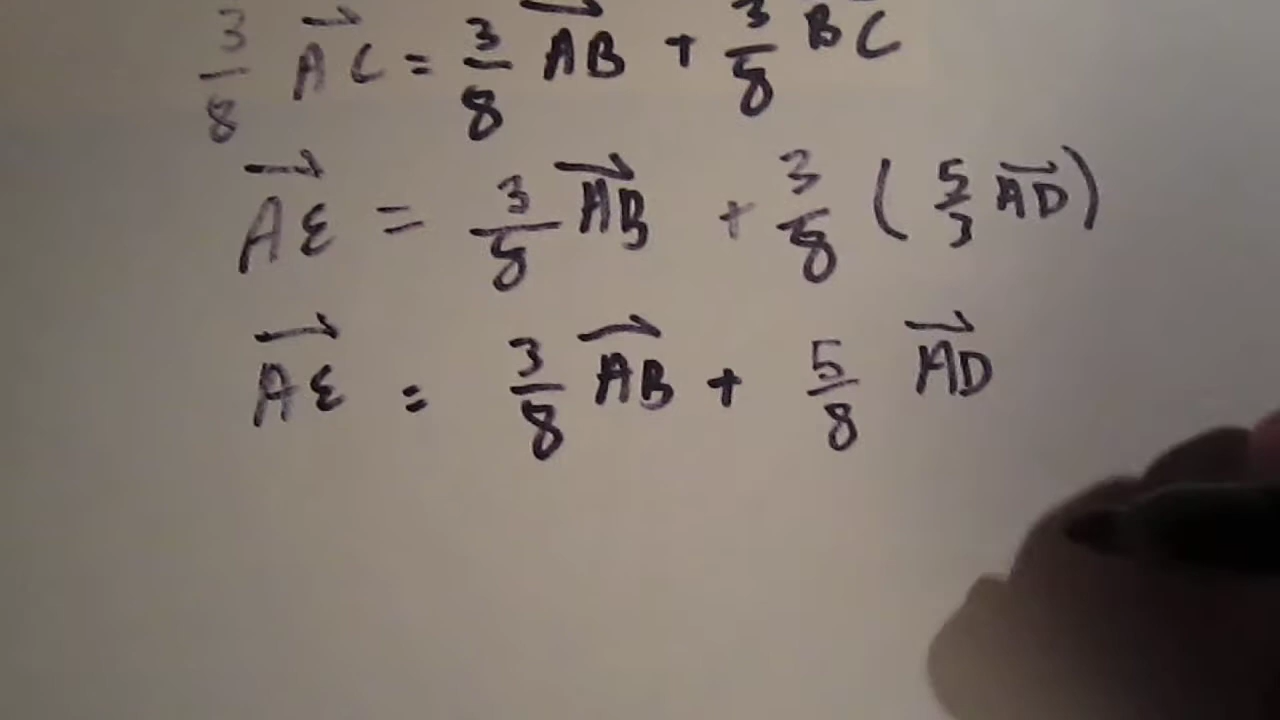 3/8 AC→ = 3/8 AB→ + 3/8 BC
AE→ = 3/8 AB→ + 3/8 ( 5/3 AD→ )
AE→ = 3/8 AB→ + 5/8 AD→